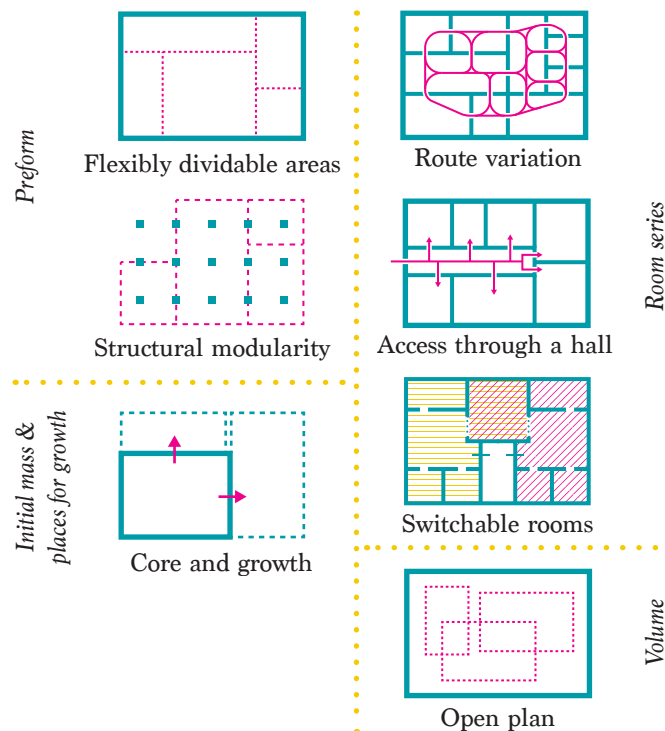 Preform
Flexibly dividable areas
Structural modularity
Initial mass &
places for growth
Core and growth
Route variation
Access through a hall
Switchable rooms
Room series
Open plan
Volume